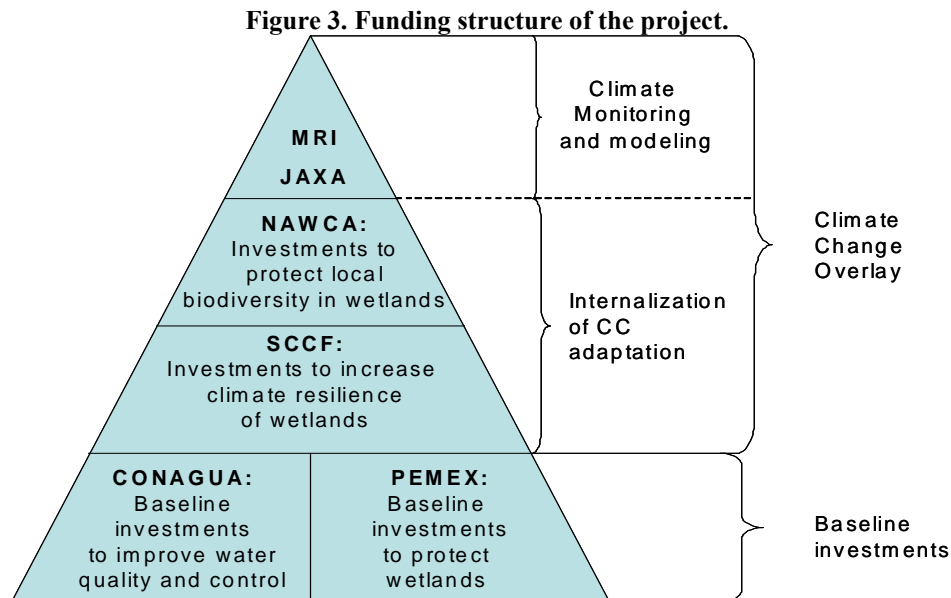 Figure 3. Funding structure of the project.
MRI
JAXA
NAWCA:
Investments to
protect local
biodiversity in wetlands
SCCF:
Investments to increase
climate resilience
of wetlands
CONAGUA:
Baseline
investments
to improve water
quality and control
PEMEX:
Baseline
investments
to protect
wetlands
Climate
Monitoring
and modeling
Internalization
of CC
adaptation
Climate
Change
Overlay
Baseline
investments